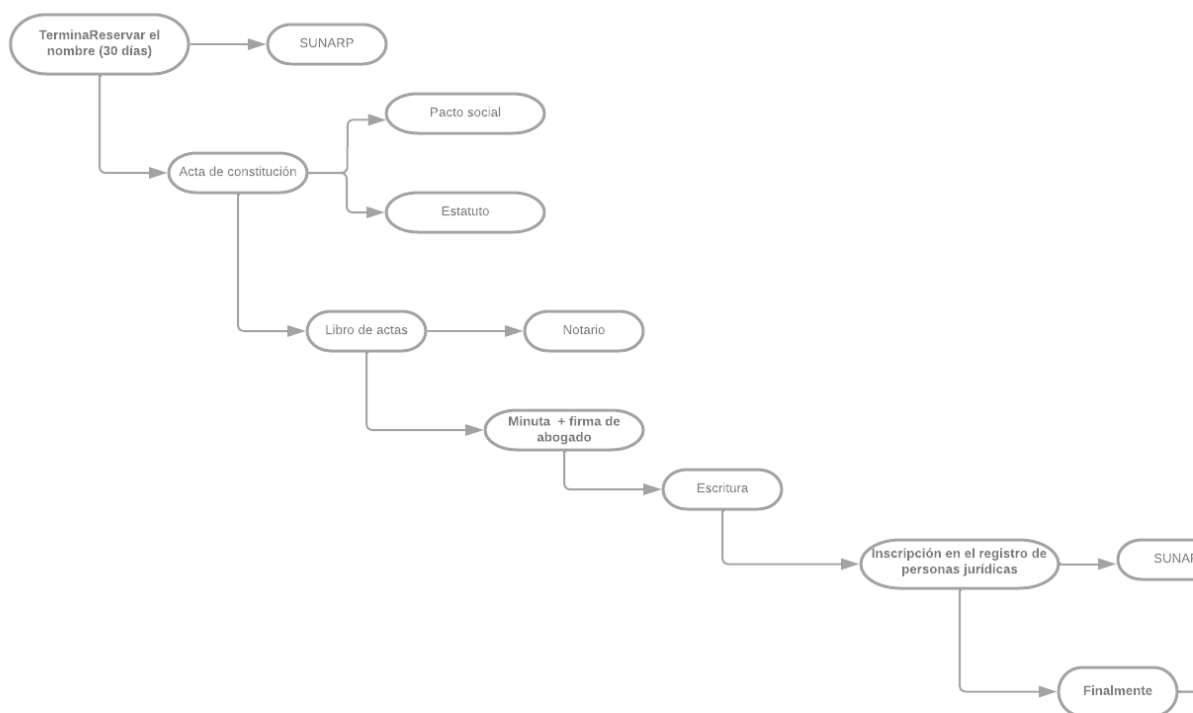 TerminaReservar el
nombre (30 días)
SUNARP
Pacto social
Acta de constitución
Estatuto
Libro de actas
Notario
Minuta + firma de
abogado
Escritura
Inscripción en el registro de
personas jurídicas
SUNAR
Finalmente